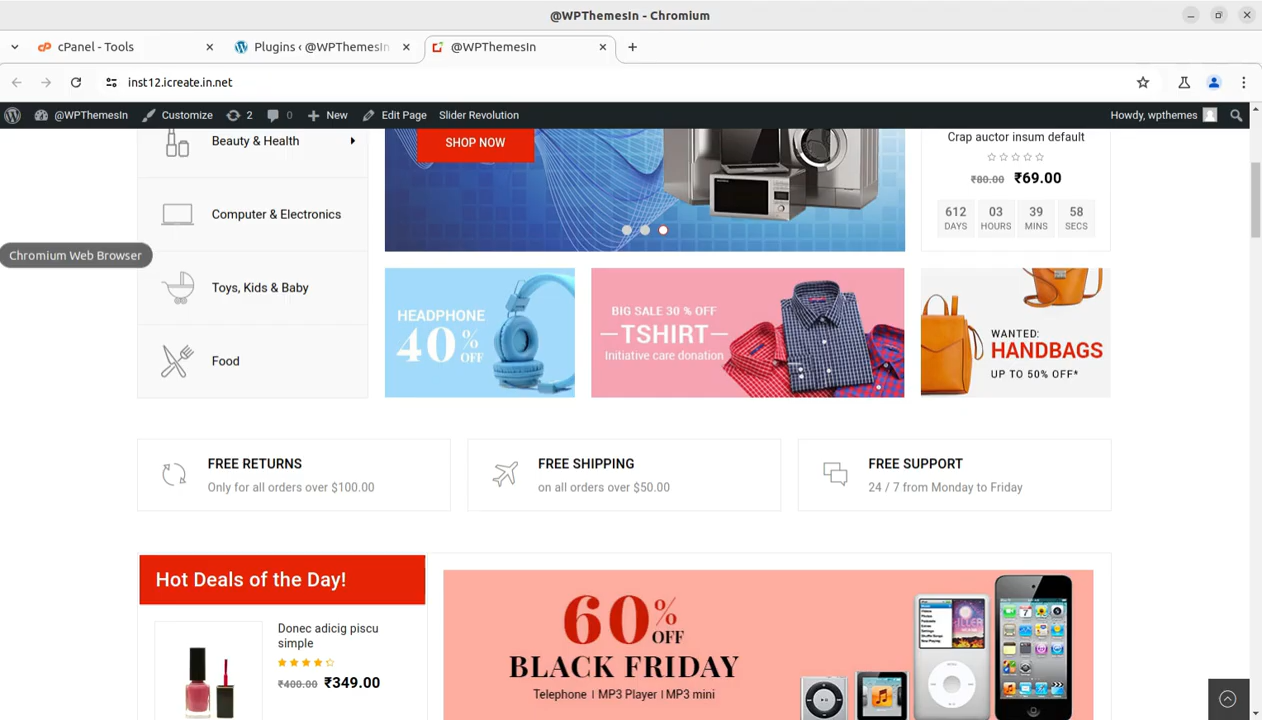 @WPThemesIn - Chromium
cPanel - Tools
Plugins ‹ @WPThemesIn
@WPThemesIn
inst12.icreate.in.net
@WPThemesIn
Customize
2
0
New
Edit Page
Slider Revolution
Howdy, wpthemes
Beauty & Health
Computer & Electronics
Chromium Web Browser
Toys, Kids & Baby
Food
SHOP NOW
Crap auctor insum default
₹80.00 ₹69.00
612 03 39 58
DAYS HOURS MINS SECS
HEADPHONE
40% OFF
BIG SALE 30 % OFF
TSHIRT
Initiative care donation
WANTED:
HANDBAGS
UP TO 50% OFF*
FREE RETURNS
Only for all orders over $100.00
FREE SHIPPING
on all orders over $50.00
FREE SUPPORT
24 / 7 from Monday to Friday
Hot Deals of the Day!
Donec adicig piscu
simple
₹400.00 ₹349.00
60% OFF
BLACK FRIDAY
Telephone I MP3 Player I MP3 mini